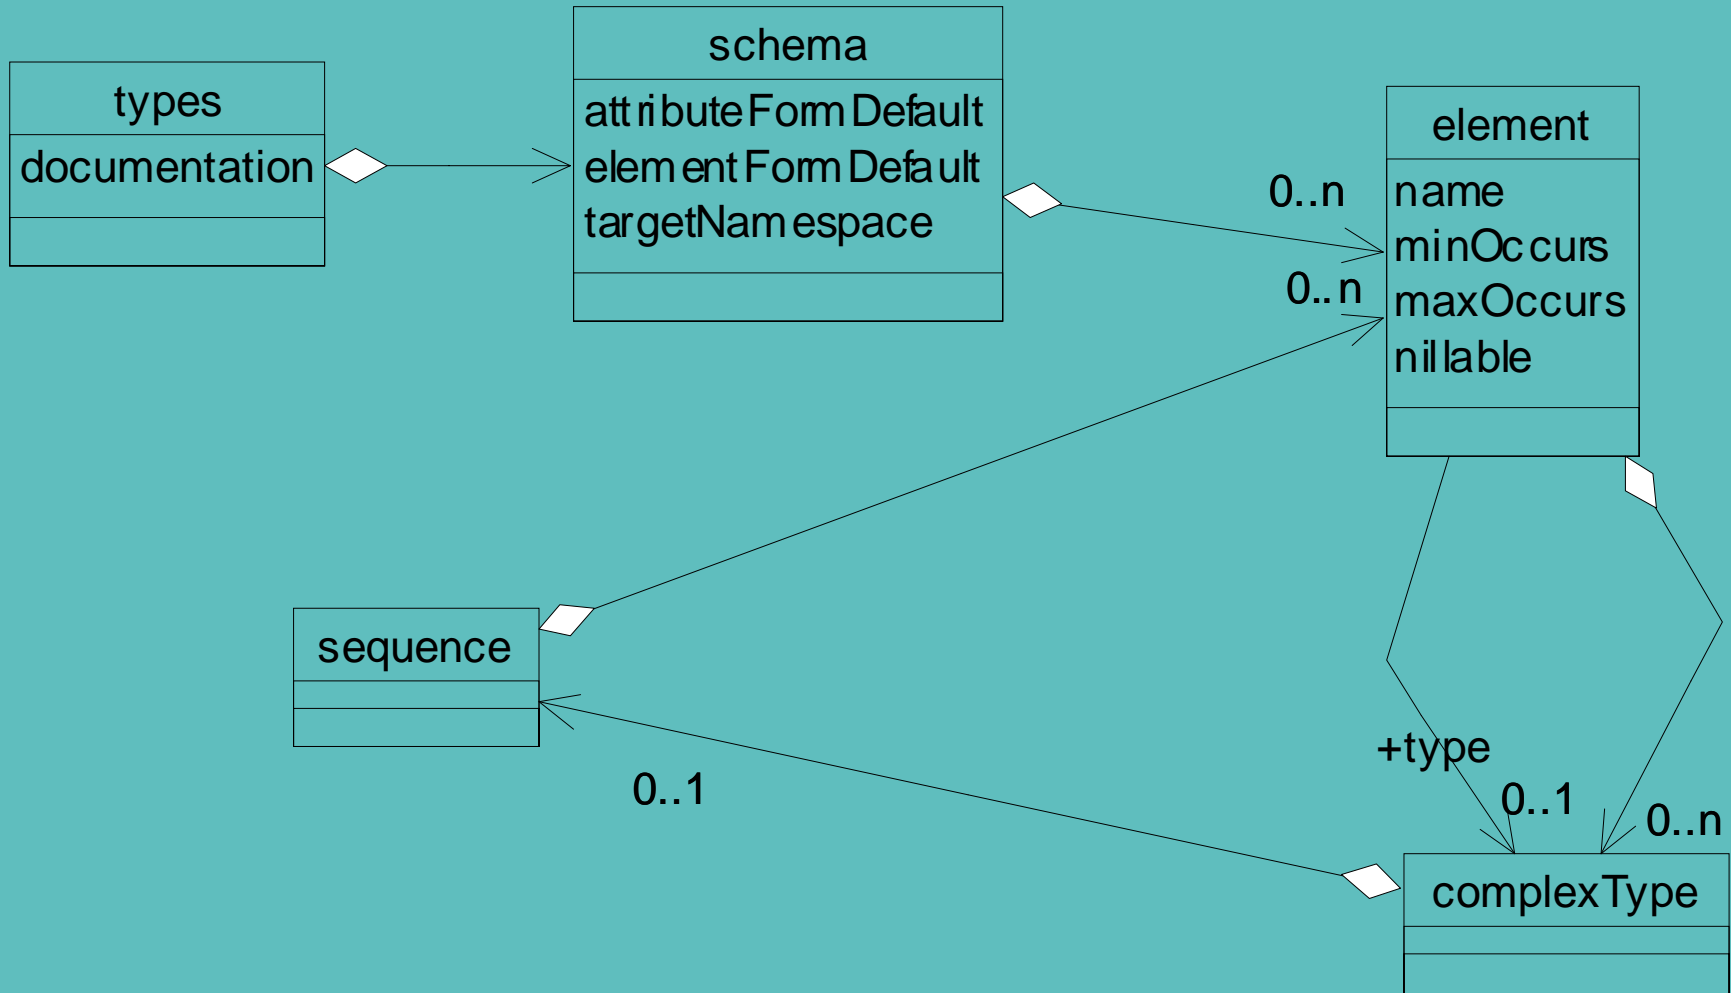 types
documentation
schema
attributeFormDefault
elementFormDefault
targetNamespace
element
name
minOccurs
maxOccurs
nillable
0..n
0..n
sequence
0..1
+type
0..1
0..n
complexType